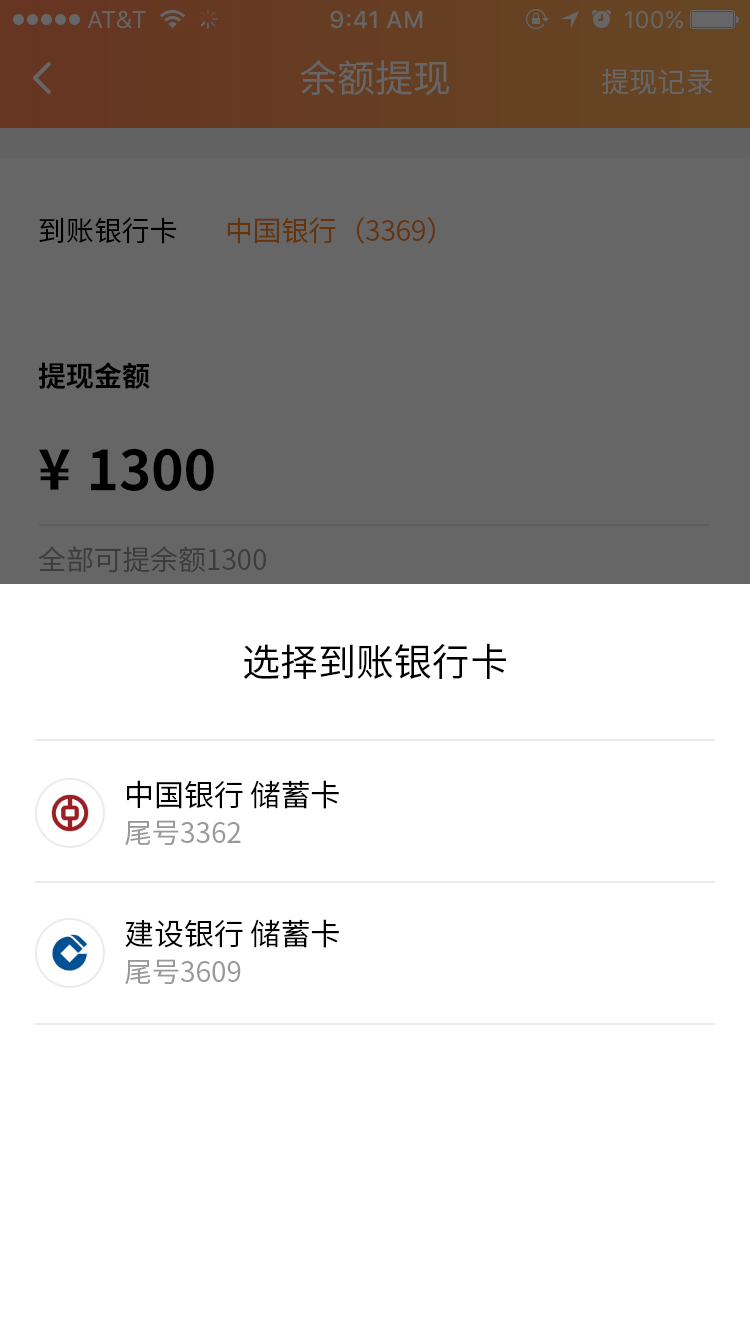 AT&T 9:41 AM 100%
余额提现 提现记录
到账银行卡 中国银行（3369）
提现金额
¥ 1300
全部可提余额1300
选择到账银行卡
中国银行 储蓄卡
尾号3362
建设银行 储蓄卡
尾号3609